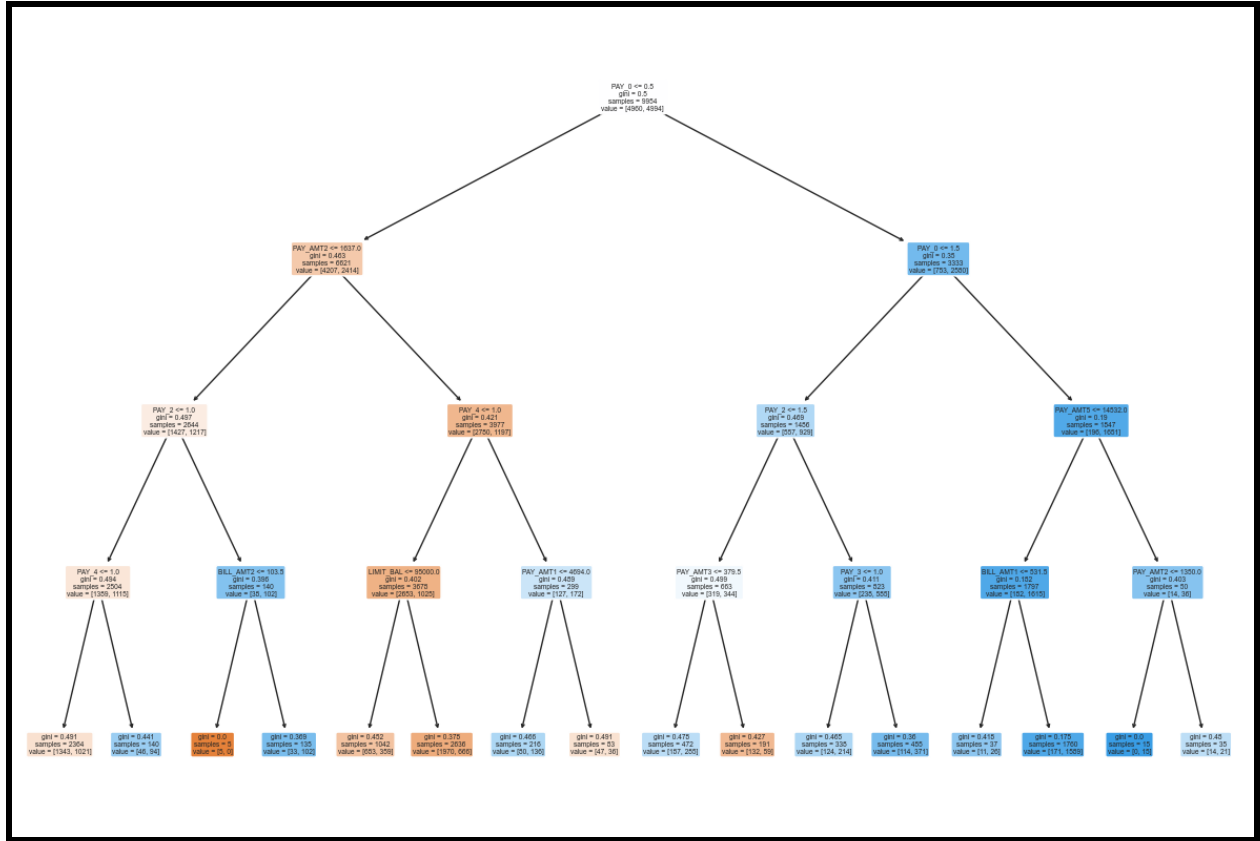 PAY_0 <= 0.5
gini = 0.5
samples = 9954
value = [4960, 4994]
PAY_AMT2 <= 1637.0
gini = 0.463
samples = 6621
value = [4207, 2414]
PAY_0 <= 1.5
gini = 0.35
samples = 3333
value = [753, 2580]
PAY_2 <= 1.0
gini = 0.497
samples = 2644
value = [1427, 1217]
PAY_4 <= 1.0
gini = 0.421
samples = 3977
value = [2780, 1197]
PAY_2 <= 1.5
gini = 0.469
samples = 1486
value = [557, 929]
PAY_AMT5 <= 14532.0
gini = 0.19
samples = 1847
value = [196, 1651]
PAY_4 <= 1.0
gini = 0.494
samples = 2504
value = [1389, 1115]
BILL_AMT2 <= 103.5
gini = 0.396
samples = 140
value = [38, 102]
LIMIT_BAL <= 95000.0
gini = 0.402
samples = 3678
value = [2653, 1025]
PAY_AMT1 <= 4694.0
gini = 0.489
samples = 299
value = [127, 172]
PAY_AMT3 <= 379.5
gini = 0.499
samples = 663
value = [319, 344]
PAY_3 <= 1.0
gini = 0.411
samples = 823
value = [238, 585]
BILL_AMT1 <= 531.5
gini = 0.182
samples = 1797
value = [182, 1615]
PAY_AMT2 <= 1350.0
gini = 0.403
samples = 50
value = [14, 36]
gini = 0.491
samples = 2364
value = [1343, 1021]
gini = 0.441
samples = 140
value = [46, 94]
gini = 0.0
samples = 5
value = [5, 0]
gini = 0.369
samples = 135
value = [33, 102]
gini = 0.452
samples = 1042
value = [683, 359]
gini = 0.378
samples = 2636
value = [1970, 666]
gini = 0.466
samples = 216
value = [80, 136]
gini = 0.491
samples = 83
value = [47, 36]
gini = 0.475
samples = 472
value = [187, 285]
gini = 0.427
samples = 191
value = [132, 59]
gini = 0.465
samples = 338
value = [124, 214]
gini = 0.36
samples = 485
value = [114, 371]
gini = 0.418
samples = 37
value = [11, 26]
gini = 0.175
samples = 1760
value = [171, 1589]
gini = 0.0
samples = 15
value = [0, 15]
gini = 0.48
samples = 35
value = [14, 21]